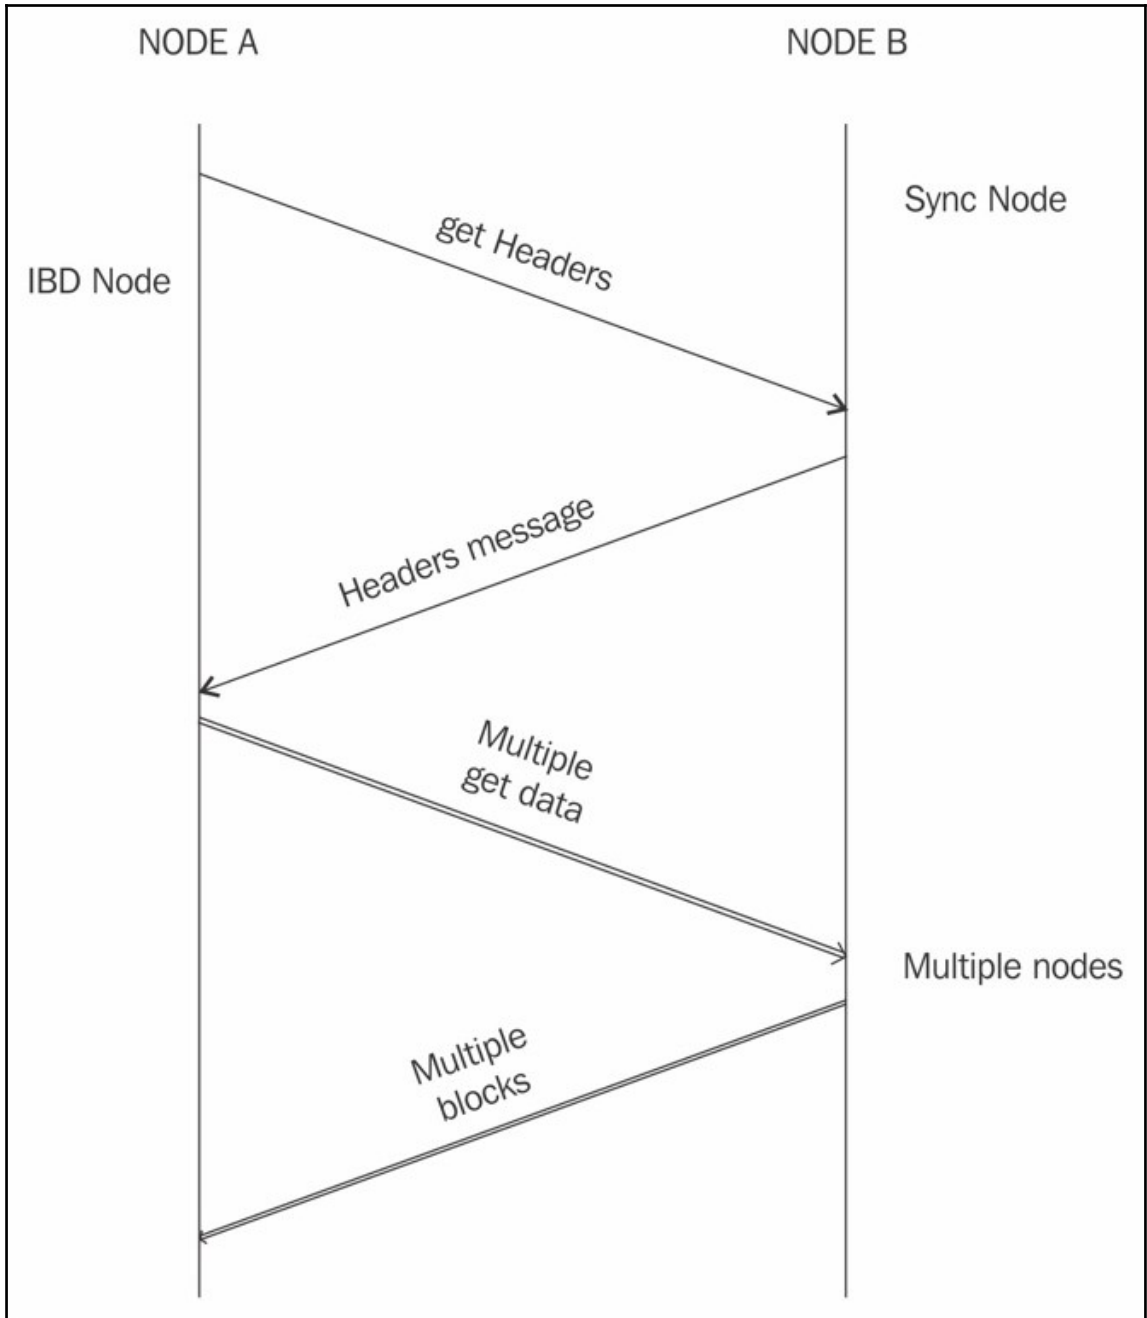 NODE A
NODE B
Sync Node
get Headers
IBD Node
Headers message
Multiple
get data
Multiple nodes
Multiple
blocks